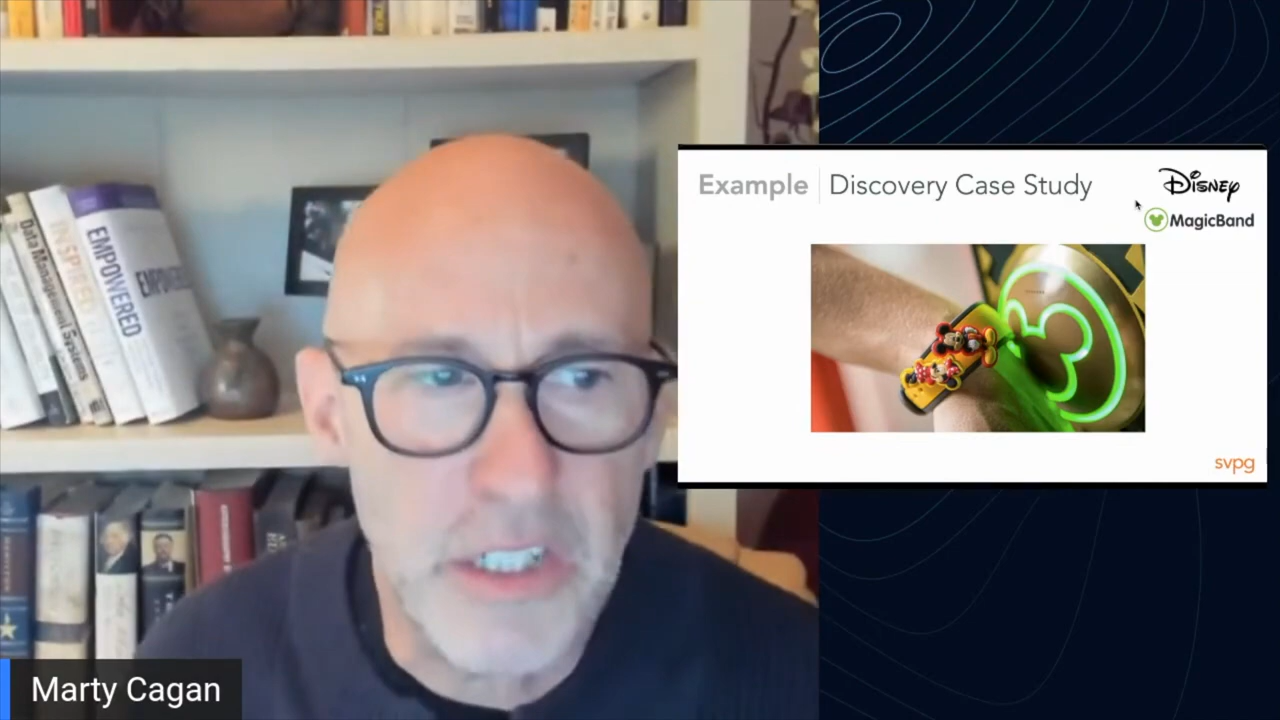 Data Management Systems
INSPIRED
EMPOWERED
EMPOWERED
Example
Discovery Case Study
Disney
MagicBand
svpg
Marty Cagan